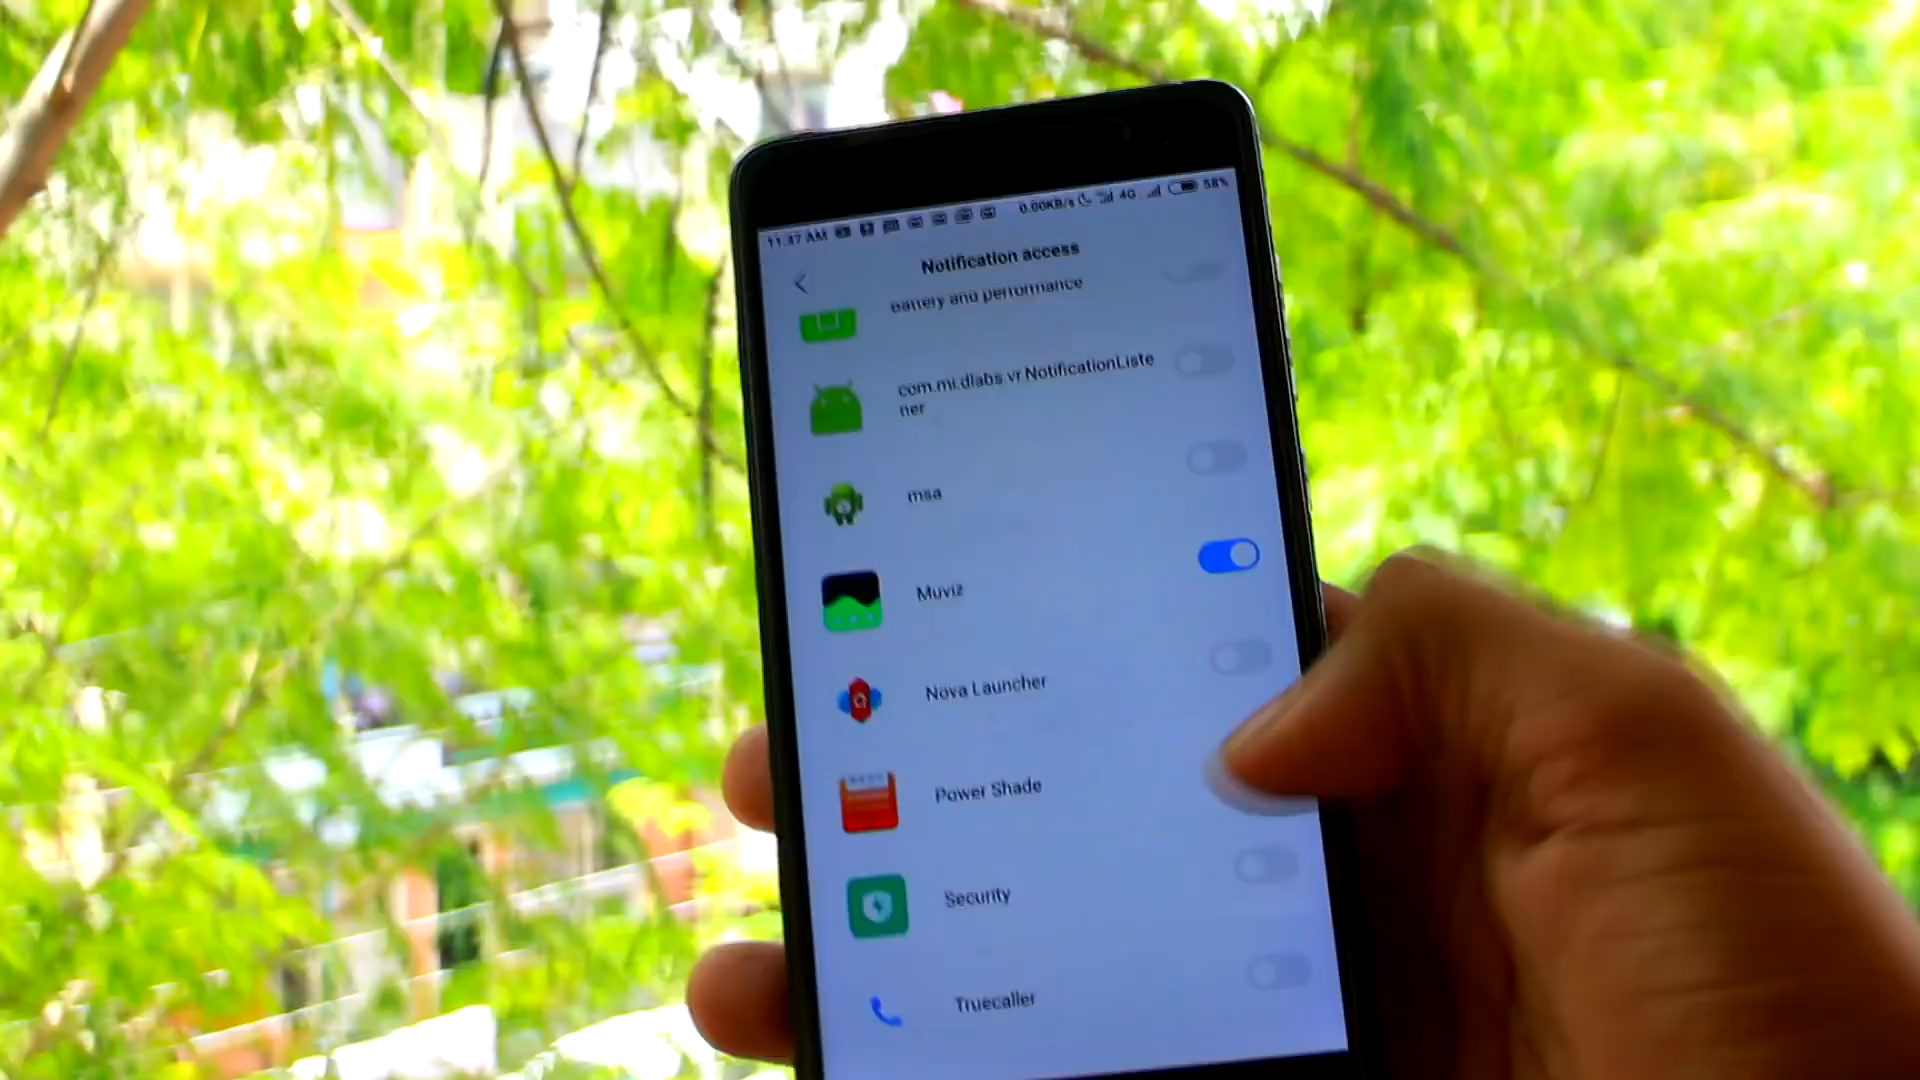 11:47 AM 0.00KB/s 4G 58%
Notification access
Battery and performance
com.mi.dlabs.vr.NotificationListe
ner
msa
Muviz
Nova Launcher
Power Shade
Security
Truecaller